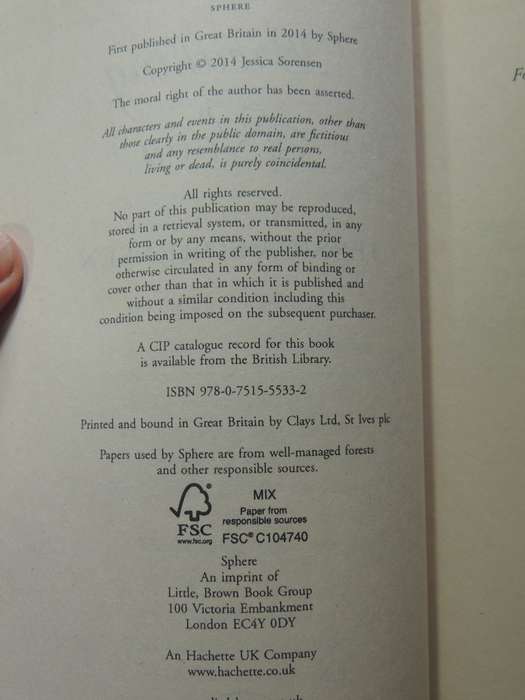 SPHERE
First published in Great Britain in 2014 by Sphere
Copyright © 2014 Jessica Sorensen
The moral right of the author has been asserted.
All characters and events in this publication, other than
those clearly in the public domain, are fictitious
and any resemblance to real persons,
living or dead, is purely coincidental.
All rights reserved.
No part of this publication may be reproduced,
stored in a retrieval system, or transmitted, in any
form or by any means, without the prior
permission in writing of the publisher, nor be
otherwise circulated in any form of binding or
cover other than that in which it is published and
without a similar condition including this
condition being imposed on the subsequent purchaser.
A CIP catalogue record for this book
is available from the British Library.
ISBN 978-0-7515-5533-2
Printed and bound in Great Britain by Clays Ltd, St Ives plc
Papers used by Sphere are from well-managed forests
and other responsible sources.
MIX
Paper from
responsible sources
FSC® C104740
FSC
www.fsc.org
Sphere
An imprint of
Little, Brown Book Group
100 Victoria Embankment
London EC4Y 0DY
An Hachette UK Company
www.hachette.co.uk